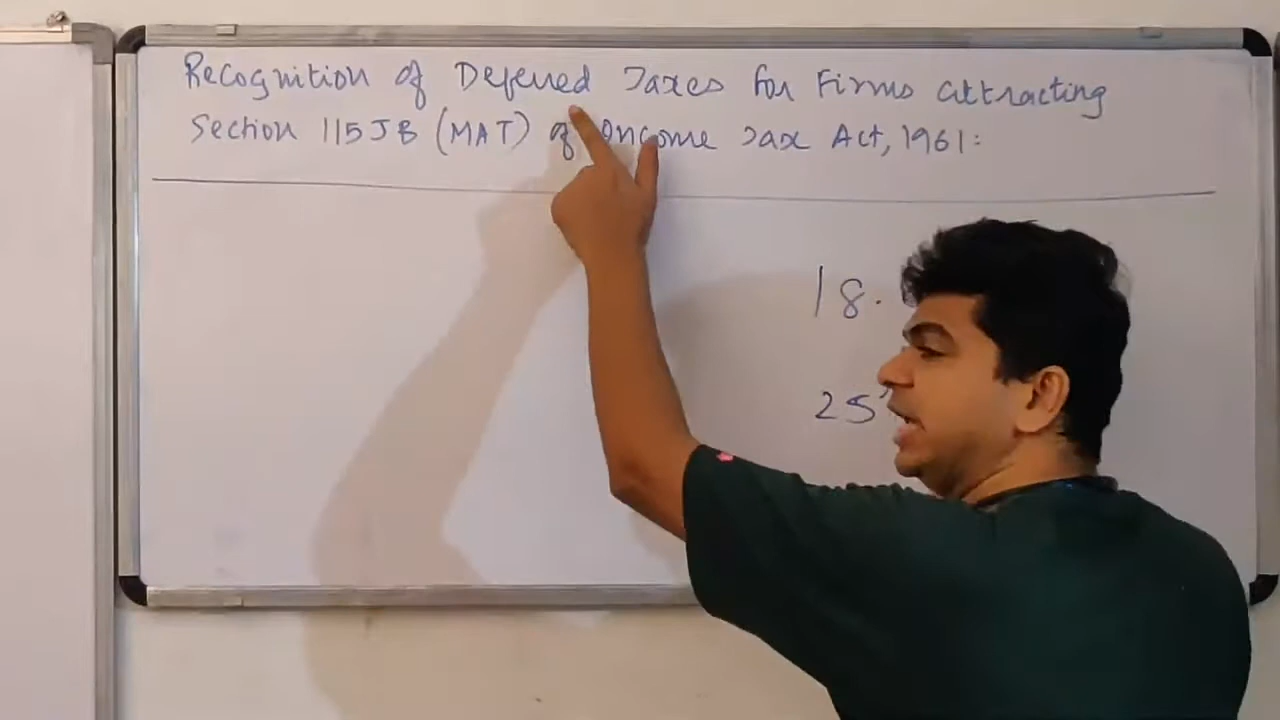 Recognition of Deferred Taxes for Firms attracting
Section 115JB (MAT) of Income Tax Act, 1961:
18.
25